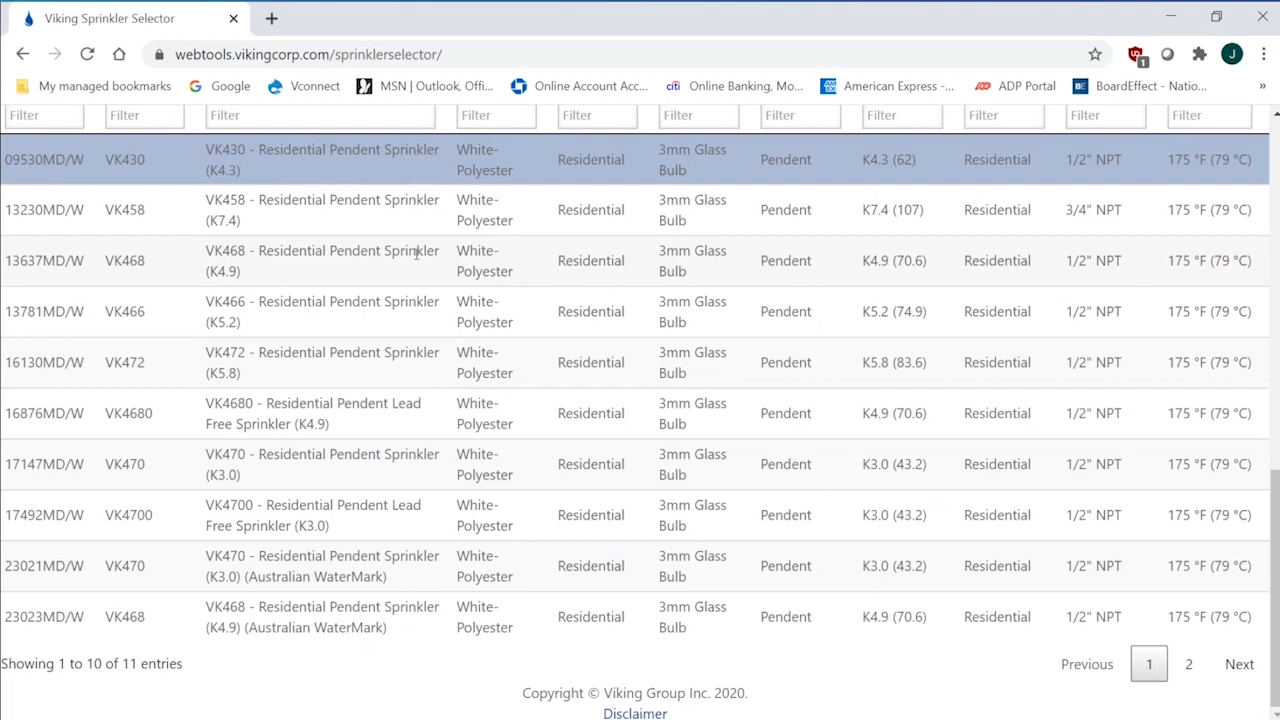 Viking Sprinkler Selector
webtools.vikingcorp.com/sprinklerselector/
1
J
My managed bookmarks Google Vconnect MSN | Outlook, Offi... Online Account Acc... Online Banking, Mo... American Express -... ADP Portal BoardEffect - Natio... »
Filter Filter Filter Filter Filter Filter Filter Filter Filter Filter Filter
09530MD/W VK430 VK430 - Residential Pendent Sprinkler (K4.3) White-Polyester Residential 3mm Glass Bulb Pendent K4.3 (62) Residential 1/2" NPT 175 °F (79 °C)
13230MD/W VK458 VK458 - Residential Pendent Sprinkler (K7.4) White-Polyester Residential 3mm Glass Bulb Pendent K7.4 (107) Residential 3/4" NPT 175 °F (79 °C)
13637MD/W VK468 VK468 - Residential Pendent Sprinkler (K4.9) White-Polyester Residential 3mm Glass Bulb Pendent K4.9 (70.6) Residential 1/2" NPT 175 °F (79 °C)
13781MD/W VK466 VK466 - Residential Pendent Sprinkler (K5.2) White-Polyester Residential 3mm Glass Bulb Pendent K5.2 (74.9) Residential 1/2" NPT 175 °F (79 °C)
16130MD/W VK472 VK472 - Residential Pendent Sprinkler (K5.8) White-Polyester Residential 3mm Glass Bulb Pendent K5.8 (83.6) Residential 1/2" NPT 175 °F (79 °C)
16876MD/W VK4680 VK4680 - Residential Pendent Lead Free Sprinkler (K4.9) White-Polyester Residential 3mm Glass Bulb Pendent K4.9 (70.6) Residential 1/2" NPT 175 °F (79 °C)
17147MD/W VK470 VK470 - Residential Pendent Sprinkler (K3.0) White-Polyester Residential 3mm Glass Bulb Pendent K3.0 (43.2) Residential 1/2" NPT 175 °F (79 °C)
17492MD/W VK4700 VK4700 - Residential Pendent Lead Free Sprinkler (K3.0) White-Polyester Residential 3mm Glass Bulb Pendent K3.0 (43.2) Residential 1/2" NPT 175 °F (79 °C)
23021MD/W VK470 VK470 - Residential Pendent Sprinkler (K3.0) (Australian WaterMark) White-Polyester Residential 3mm Glass Bulb Pendent K3.0 (43.2) Residential 1/2" NPT 175 °F (79 °C)
23023MD/W VK468 VK468 - Residential Pendent Sprinkler (K4.9) (Australian WaterMark) White-Polyester Residential 3mm Glass Bulb Pendent K4.9 (70.6) Residential 1/2" NPT 175 °F (79 °C)
Showing 1 to 10 of 11 entries Previous 1 2 Next
Copyright © Viking Group Inc. 2020.
Disclaimer